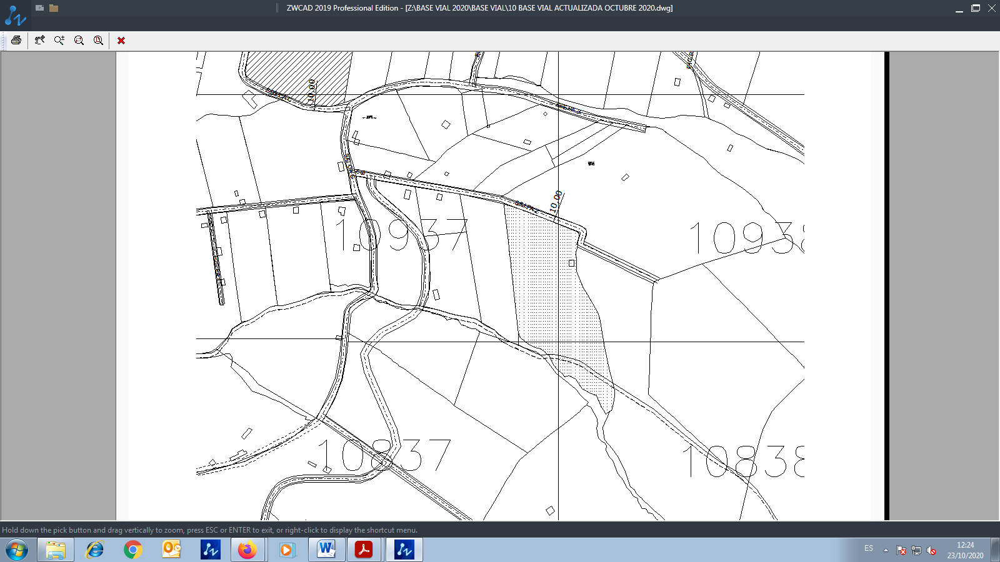 ZWCAD 2019 Professional Edition - [Z:\BASE VIAL 2020\BASE VIAL\10 BASE VIAL ACTUALIZADA OCTUBRE 2020.dwg]
10.00
10.00
10937
10938
10837
10838
Hold down the pick button and drag vertically to zoom, press ESC or ENTER to exit, or right-click to display the shortcut menu.
ES
12:24
23/10/2020